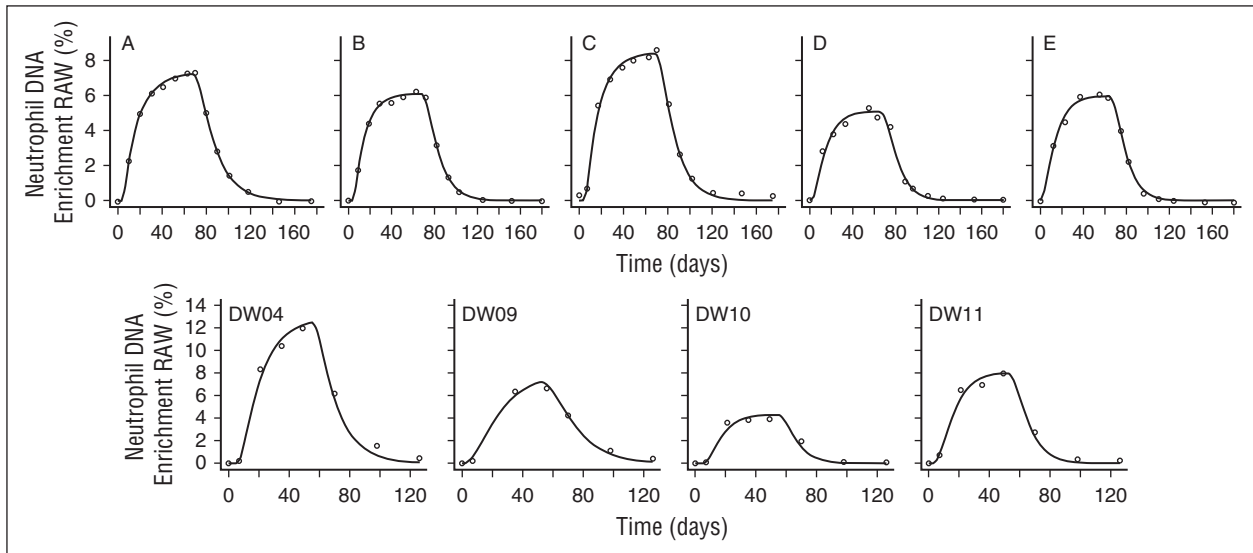 A B C D E
Neutrophil DNA
Enrichment RAW (%)
8
6
4
2
0
0 40 80 120 160 0 40 80 120 160 0 40 80 120 160 0 40 80 120 160 0 40 80 120 160
Time (days)
DW04 DW09 DW10 DW11
Neutrophil DNA
Enrichment RAW (%)
14
12
10
8
6
4
2
0
0 40 80 120 0 40 80 120 0 40 80 120 0 40 80 120
Time (days)